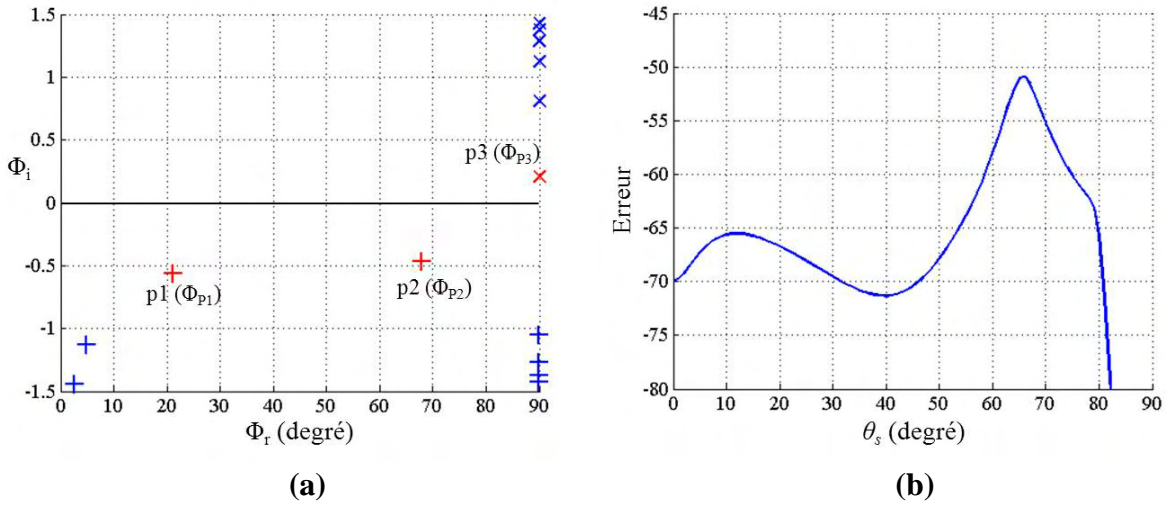 1.5
1
0.5
0
-0.5
-1
-1.5
Φi
p3 (ΦP3)
p1 (ΦP1)
p2 (ΦP2)
0 10 20 30 40 50 60 70 80 90
Φr (degré)
(a)
-45
-50
-55
-60
-65
-70
-75
-80
Erreur
0 10 20 30 40 50 60 70 80 90
θs (degré)
(b)